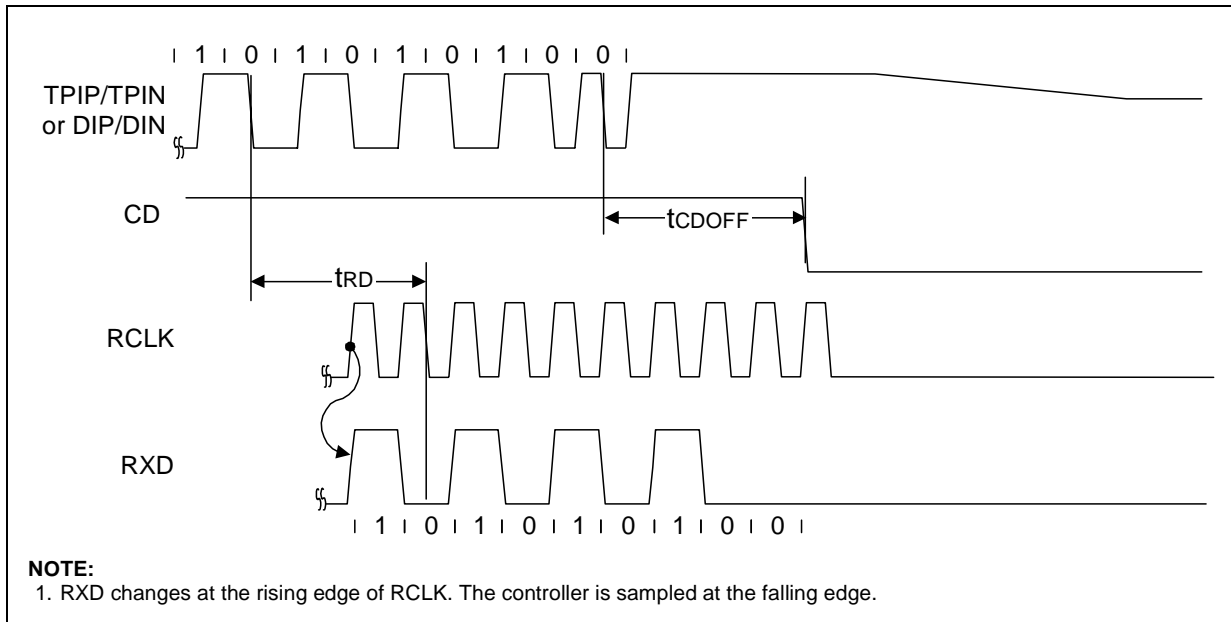 1 0 1 0 1 0 1 0 0
TPIP/TPIN
or DIP/DIN
CD
tCDOFF
tRD
RCLK
RXD
1 0 1 0 1 0 1 0 0
NOTE:
1. RXD changes at the rising edge of RCLK. The controller is sampled at the falling edge.